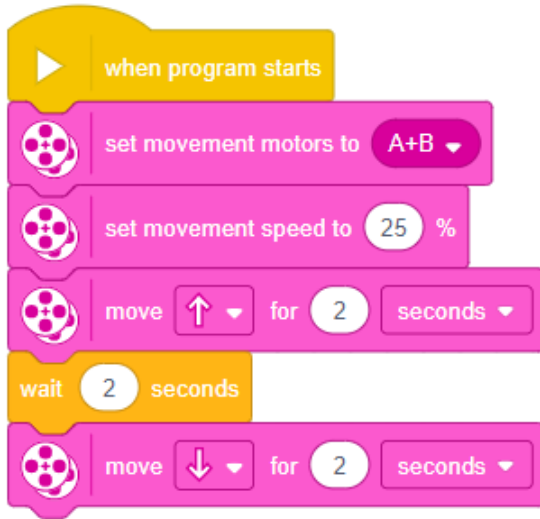 when program starts
set movement motors to A+B
set movement speed to 25 %
move for 2 seconds
wait 2 seconds
move for 2 seconds